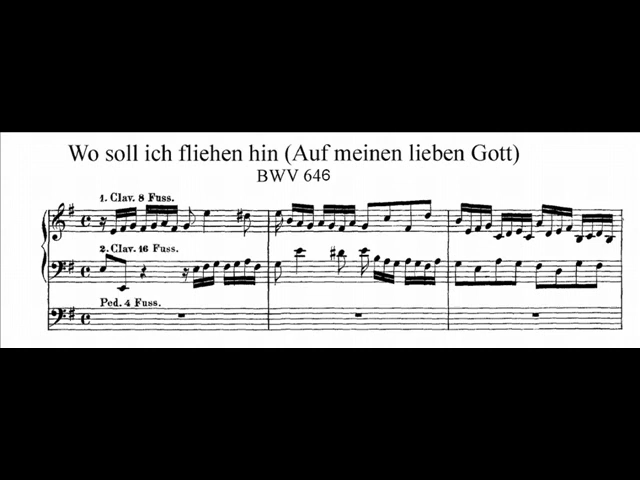 Wo soll ich fliehen hin (Auf meinen lieben Gott)
BWV 646
1. Clav. 8 Fuss.
2. Clav. 16 Fuss.
Ped. 4 Fuss.